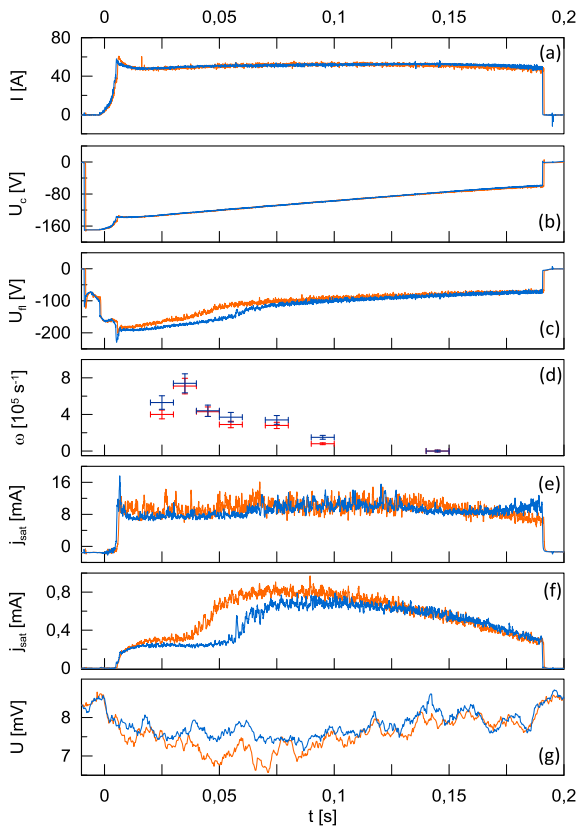 0 0,05 0,1 0,15 0,2
80
(a)
I [A]
40
0
0
U_c [V]
-80
-160
(b)
0
U_fl [V]
-100
-200
(c)
8
(d)
ω [10⁵ s⁻¹]
4
0
16
(e)
j_sat [mA]
8
0
0,8
(f)
j_sat [mA]
0,4
0
8
U [mV]
7
(g)
0 0,05 0,1 0,15 0,2
t [s]